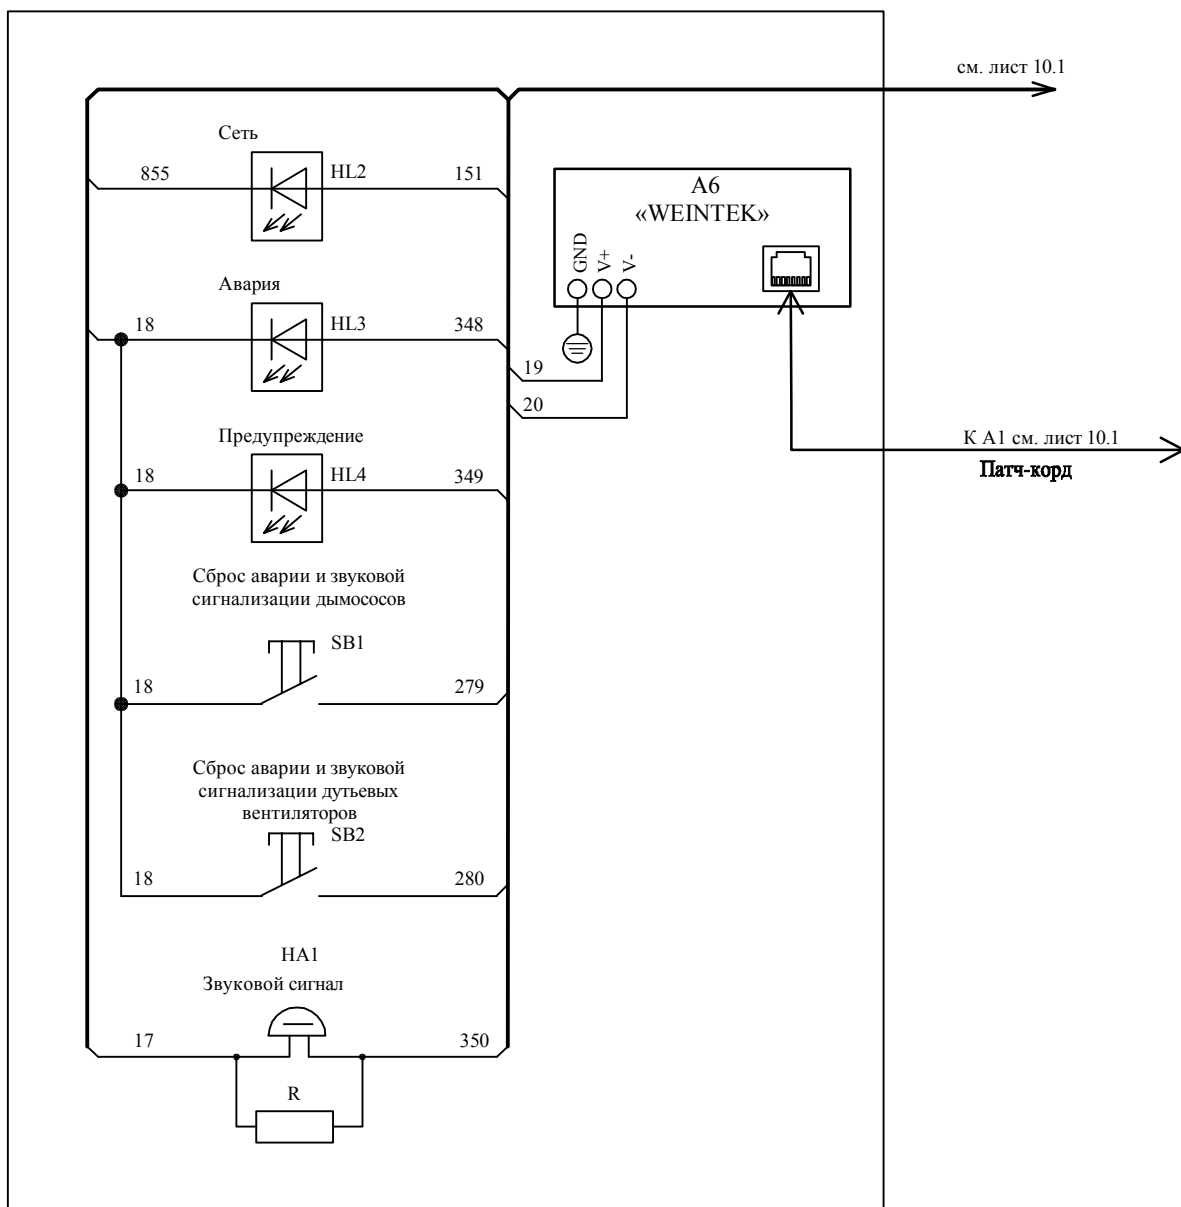 см. лист 10.1
Сеть
855
HL2
151
А6
«WEINTEK»
GND
V+
V-
Авария
18
HL3
348
19
20
Предупреждение
18
HL4
349
К А1 см. лист 10.1
Патч-корд
Сброс аварии и звуковой
сигнализации дымососов
SB1
18
279
Сброс аварии и звуковой
сигнализации дутьевых
вентиляторов
SB2
18
280
НА1
Звуковой сигнал
17
350
R